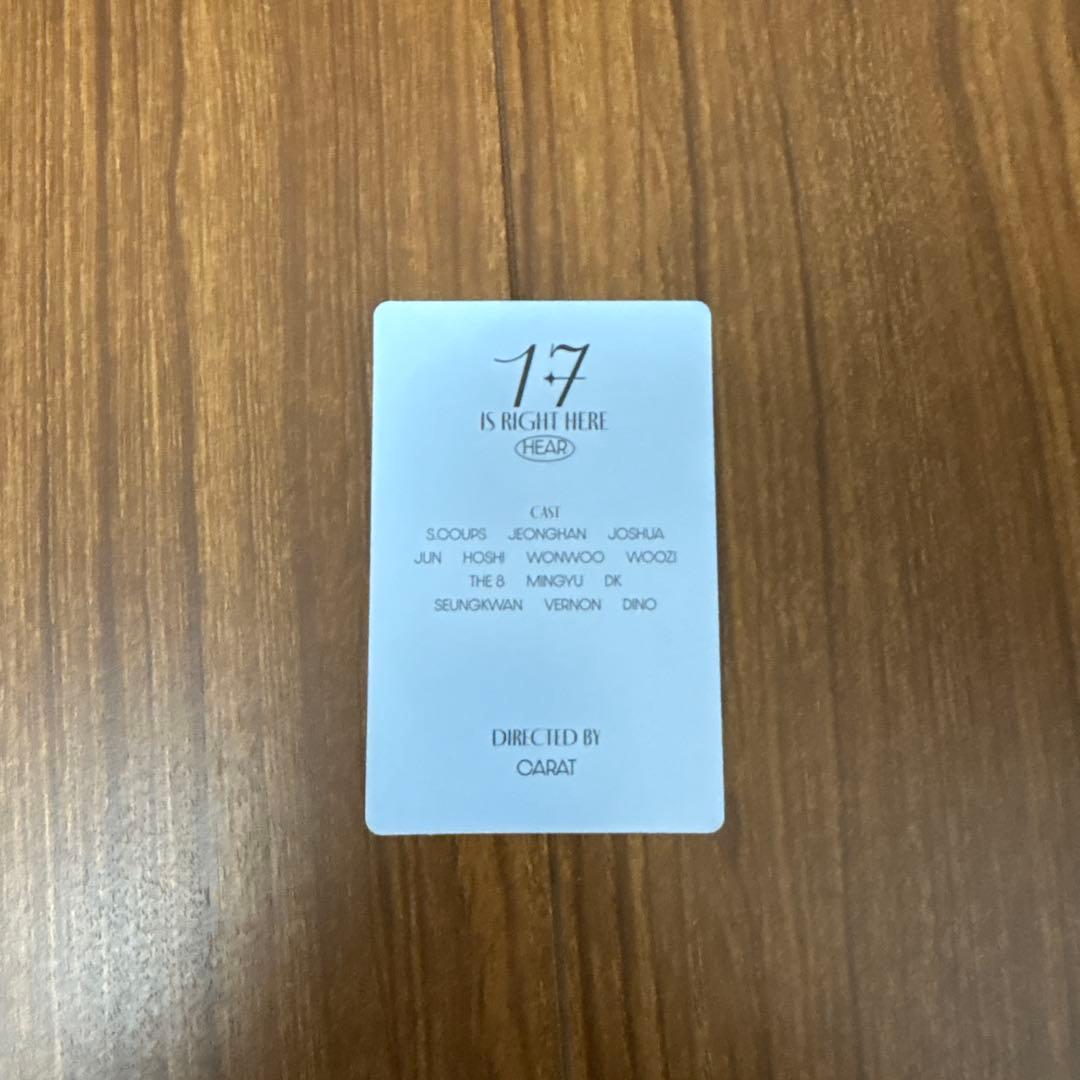 17
IS RIGHT HERE
HEAR
CAST
S.COUPS JEONGHAN JOSHUA
JUN HOSHI WONWOO WOOZI
THE 8 MINGYU DK
SEUNGKWAN VERNON DINO
DIRECTED BY
CARAT